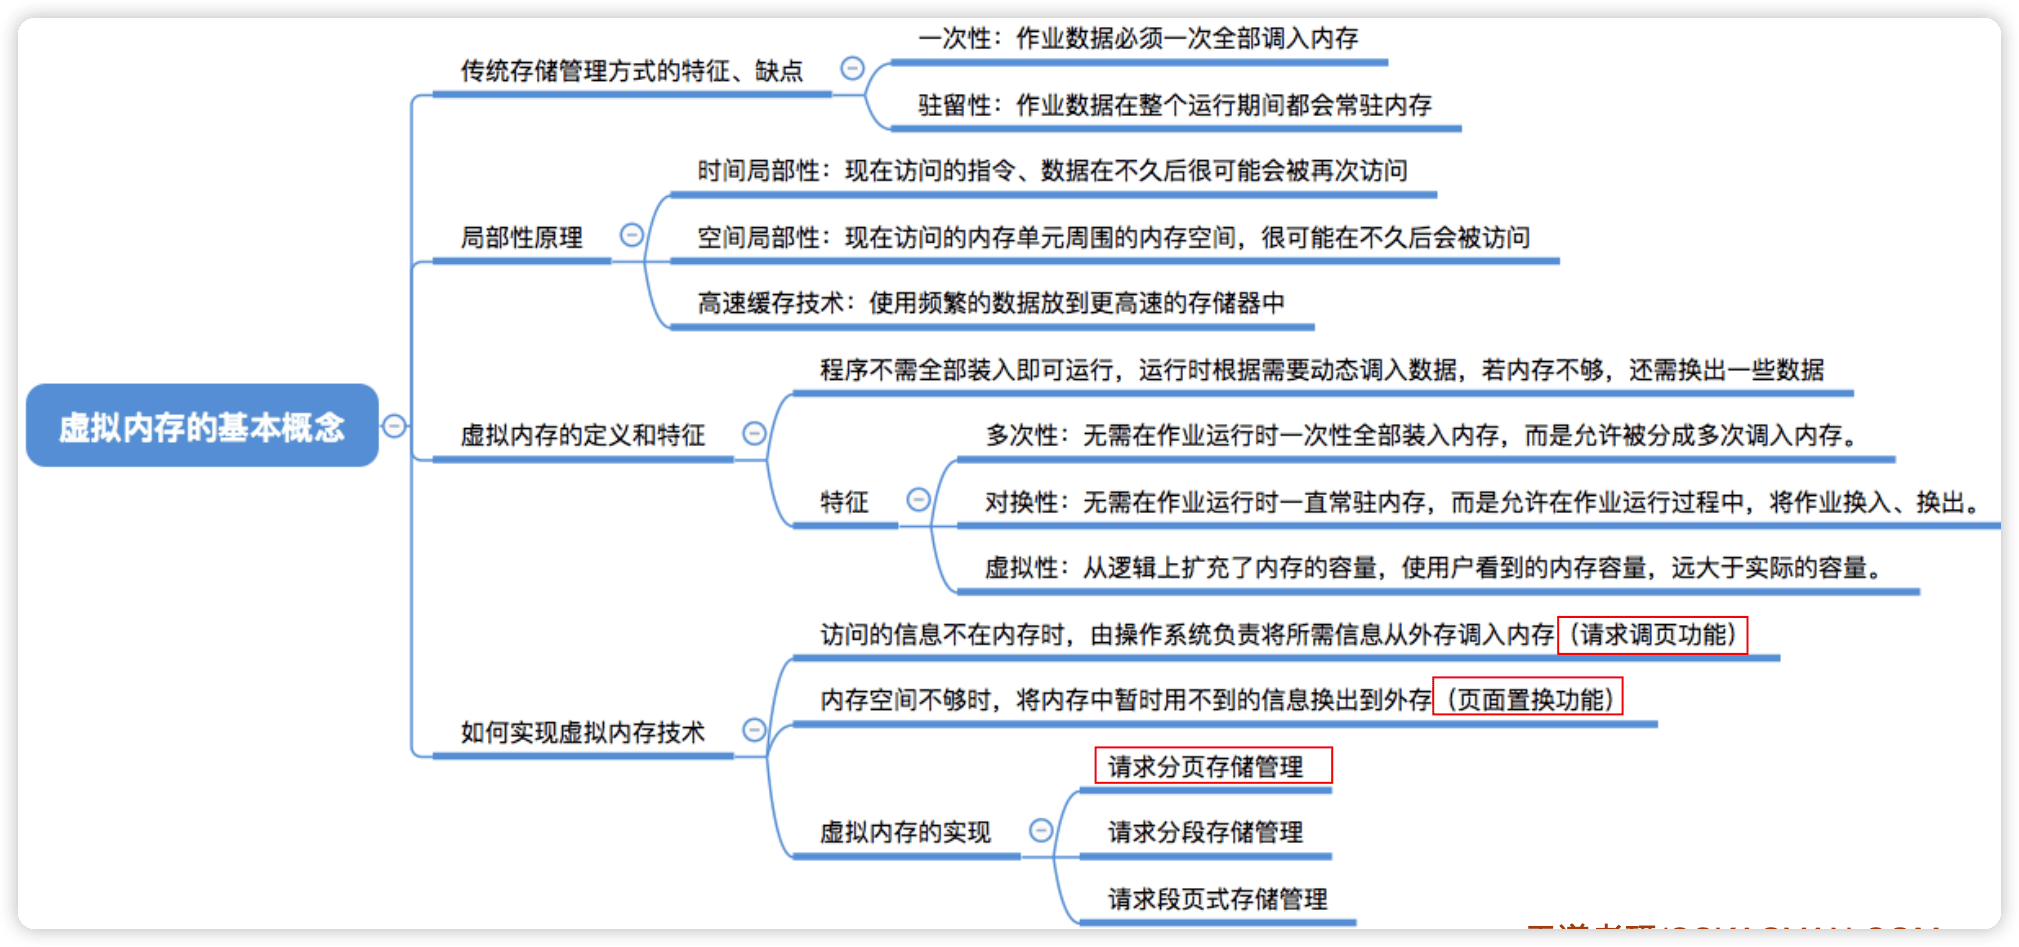 一次性：作业数据必须一次全部调入内存
传统存储管理方式的特征、缺点
驻留性：作业数据在整个运行期间都会常驻内存
时间局部性：现在访问的指令、数据在不久后很可能会被再次访问
局部性原理
空间局部性：现在访问的内存单元周围的内存空间，很可能在不久后会被访问
高速缓存技术：使用频繁的数据放到更高速的存储器中
虚拟内存的基本概念
程序不需全部装入即可运行，运行时根据需要动态调入数据，若内存不够，还需换出一些数据
虚拟内存的定义和特征
多次性：无需在作业运行时一次性全部装入内存，而是允许被分成多次调入内存。
特征
对换性：无需在作业运行时一直常驻内存，而是允许在作业运行过程中，将作业换入、换出。
虚拟性：从逻辑上扩充了内存的容量，使用户看到的内存容量，远大于实际的容量。
访问的信息不在内存时，由操作系统负责将所需信息从外存调入内存（请求调页功能）
内存空间不够时，将内存中暂时用不到的信息换出到外存（页面置换功能）
如何实现虚拟内存技术
请求分页存储管理
虚拟内存的实现
请求分段存储管理
请求段页式存储管理